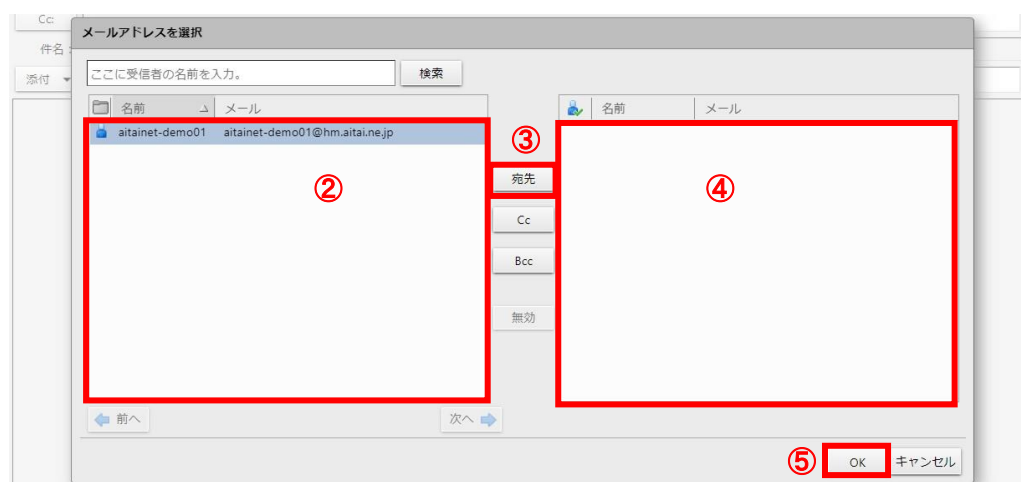 Cc:
メールアドレスを選択
件名:
添付
ここに受信者の名前を入力。 検索
名前 メール
名前 メール
aitainet-demo01 aitainet-demo01@hm.aitai.ne.jp
③
宛先
②
④
Cc
Bcc
無効
前へ 次へ
⑤ OK キャンセル